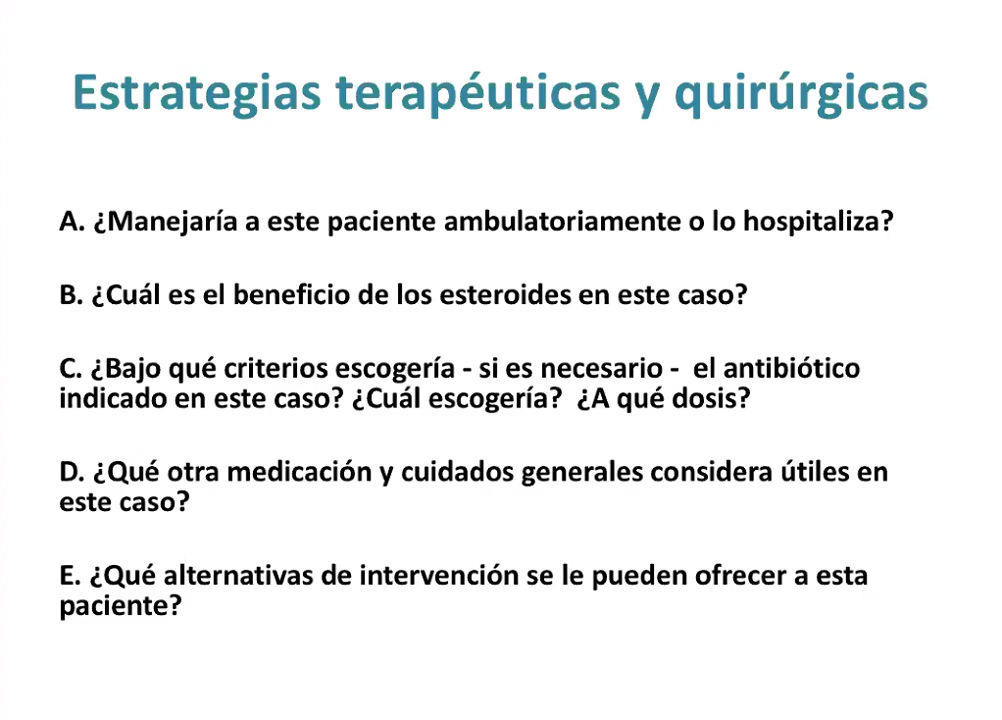 Estrategias terapéuticas y quirúrgicas
A. ¿Manejaría a este paciente ambulatoriamente o lo hospitaliza?
B. ¿Cuál es el beneficio de los esteroides en este caso?
C. ¿Bajo qué criterios escogería - si es necesario -  el antibiótico
indicado en este caso? ¿Cuál escogería?  ¿A qué dosis?
D. ¿Qué otra medicación y cuidados generales considera útiles en
este caso?
E. ¿Qué alternativas de intervención se le pueden ofrecer a esta
paciente?